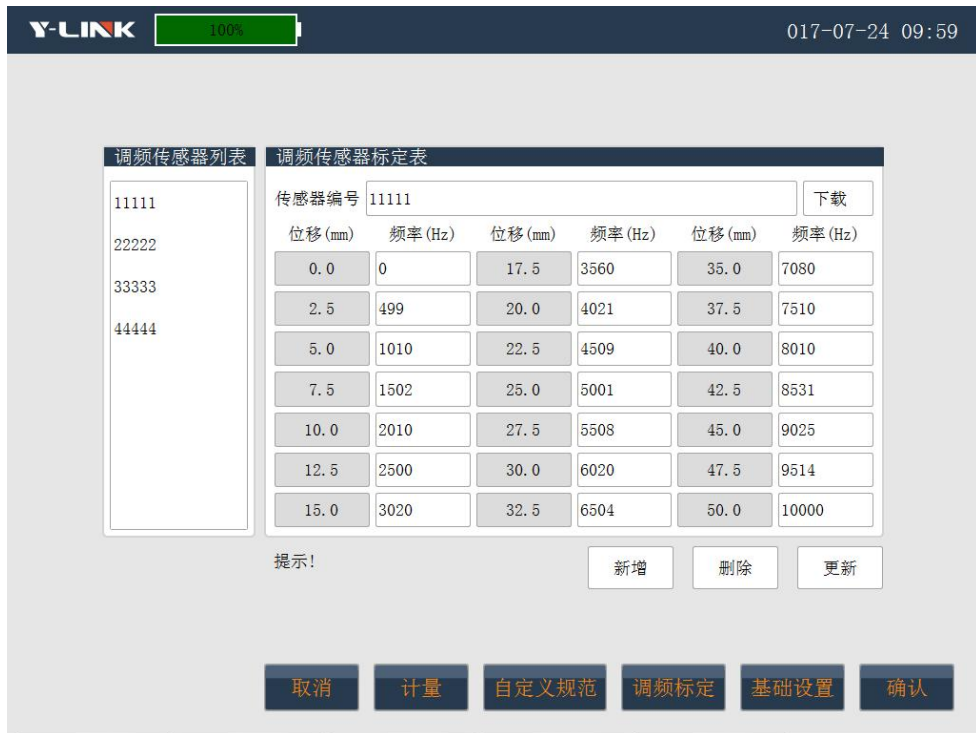 Y-LINK 100% 017-07-24 09:59
调频传感器列表
11111
22222
33333
44444
调频传感器标定表
传感器编号 11111 下载
位移(mm) 频率(Hz) 位移(mm) 频率(Hz) 位移(mm) 频率(Hz)
0.0 0 17.5 3560 35.0 7080
2.5 499 20.0 4021 37.5 7510
5.0 1010 22.5 4509 40.0 8010
7.5 1502 25.0 5001 42.5 8531
10.0 2010 27.5 5508 45.0 9025
12.5 2500 30.0 6020 47.5 9514
15.0 3020 32.5 6504 50.0 10000
提示! 新增 删除 更新
取消 计量 自定义规范 调频标定 基础设置 确认